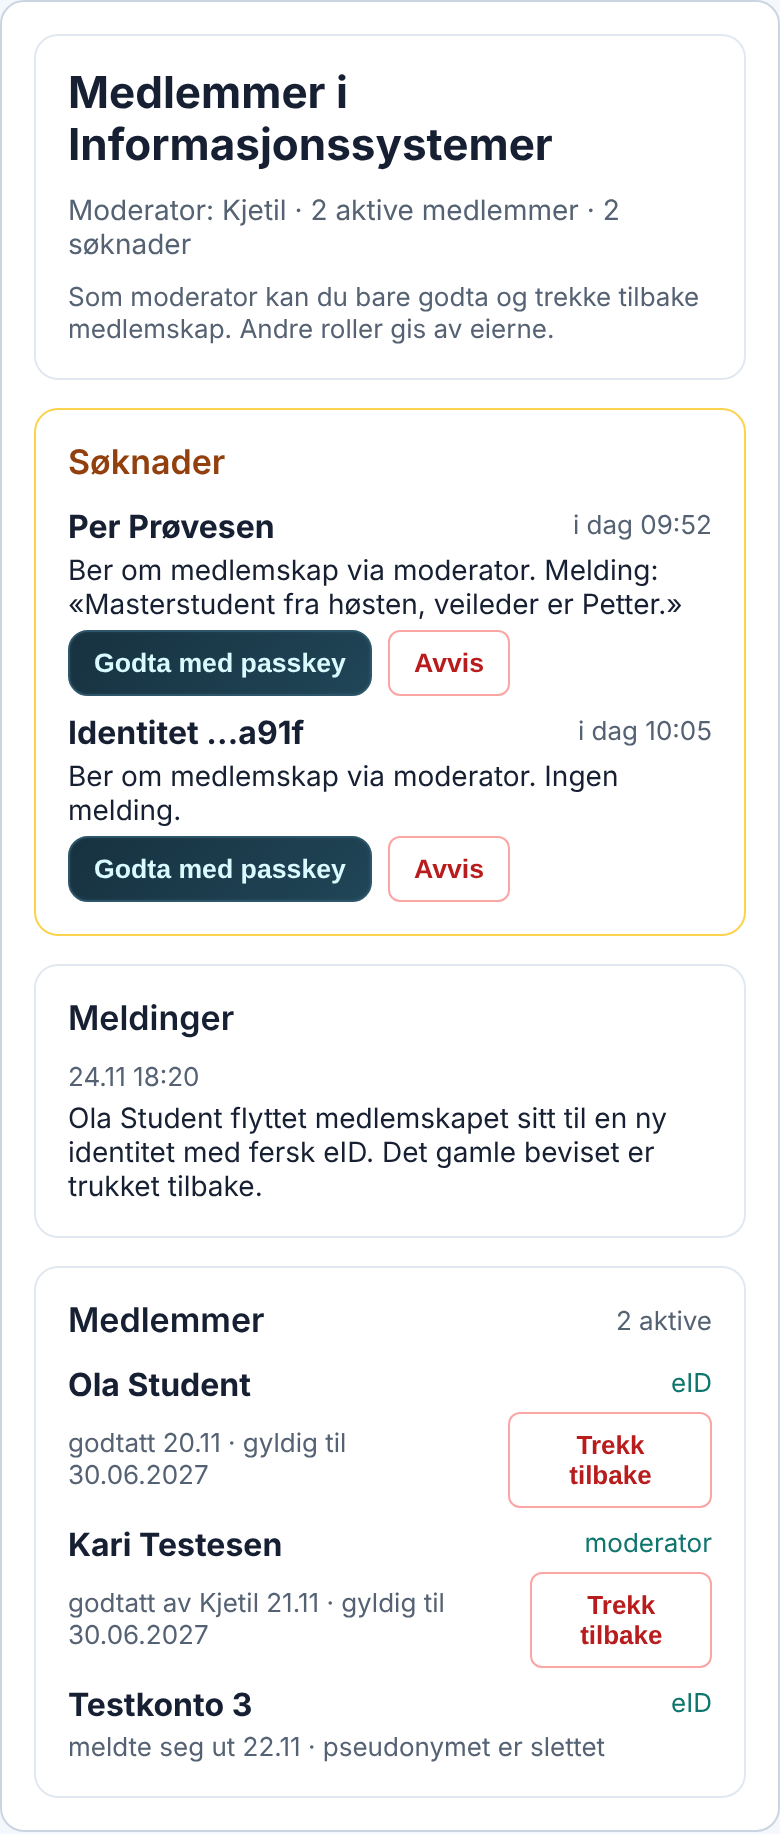 Medlemmer i
Informasjonssystemer
Moderator: Kjetil · 2 aktive medlemmer · 2
søknader
Som moderator kan du bare godta og trekke tilbake
medlemskap. Andre roller gis av eierne.
Søknader
Per Prøvesen i dag 09:52
Ber om medlemskap via moderator. Melding:
«Masterstudent fra høsten, veileder er Petter.»
Godta med passkey Avvis
Identitet …a91f i dag 10:05
Ber om medlemskap via moderator. Ingen
melding.
Godta med passkey Avvis
Meldinger
24.11 18:20
Ola Student flyttet medlemskapet sitt til en ny
identitet med fersk eID. Det gamle beviset er
trukket tilbake.
Medlemmer 2 aktive
Ola Student eID
godtatt 20.11 · gyldig til
30.06.2027
Trekk
tilbake
Kari Testesen moderator
godtatt av Kjetil 21.11 · gyldig til
30.06.2027
Trekk
tilbake
Testkonto 3 eID
meldte seg ut 22.11 · pseudonymet er slettet